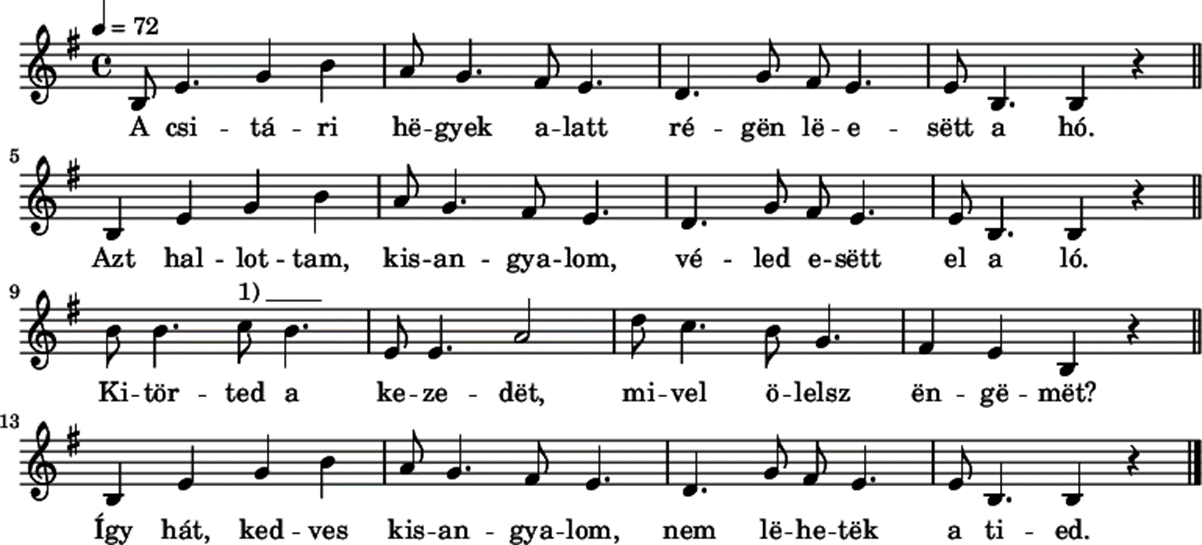 = 72
A csi - tá - ri hë - gyek a - latt ré - gën lë - e - sëtt a hó.
5
Azt hal - lot - tam, kis - an - gya - lom, vé - led e - sëtt el a ló.
9
1) ____
Ki - tör - ted a ke - ze - dët, mi - vel ö - lelsz ën - gë - mët?
13
Így hát, ked - ves kis - an - gya - lom, nem lë - he - tëk a ti - ed.